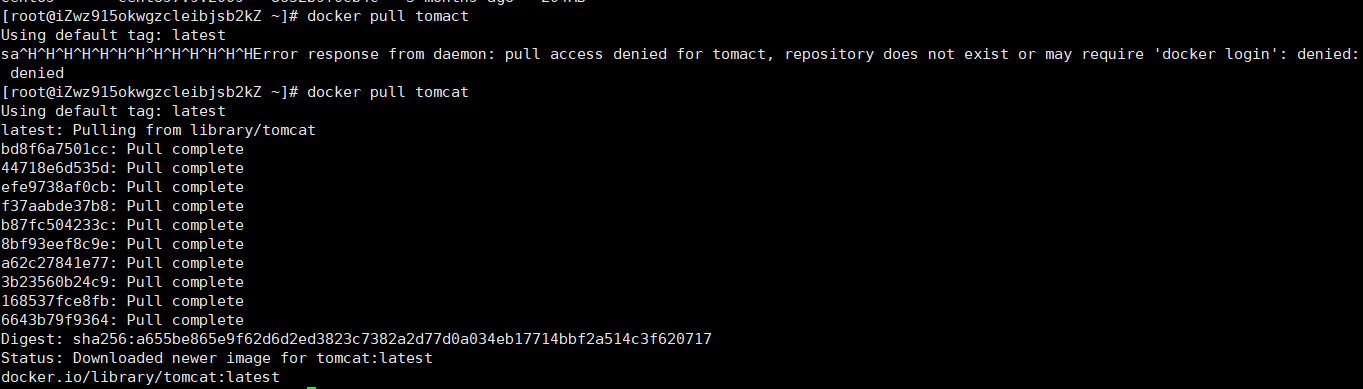 [root@iZwz915okwgzcleibjsb2kZ ~]# docker pull tomact
Using default tag: latest
sa^H^H^H^H^H^H^H^H^H^H^H^H^HError response from daemon: pull access denied for tomact, repository does not exist or may require 'docker login': denied:
 denied
[root@iZwz915okwgzcleibjsb2kZ ~]# docker pull tomcat
Using default tag: latest
latest: Pulling from library/tomcat
bd8f6a7501cc: Pull complete
44718e6d535d: Pull complete
efe9738af0cb: Pull complete
f37aabde37b8: Pull complete
b87fc504233c: Pull complete
8bf93eef8c9e: Pull complete
a62c27841e77: Pull complete
3b23560b24c9: Pull complete
168537fce8fb: Pull complete
6643b79f9364: Pull complete
Digest: sha256:a655be865e9f62d6d2ed3823c7382a2d77d0a034eb17714bbf2a514c3f620717
Status: Downloaded newer image for tomcat:latest
docker.io/library/tomcat:latest